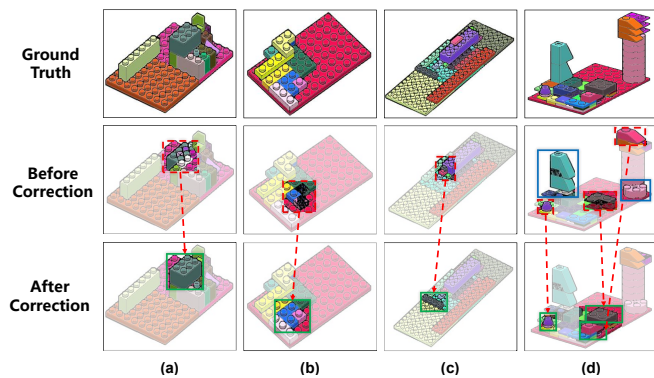 Ground
Truth
Before
Correction
After
Correction
(a) (b) (c) (d)